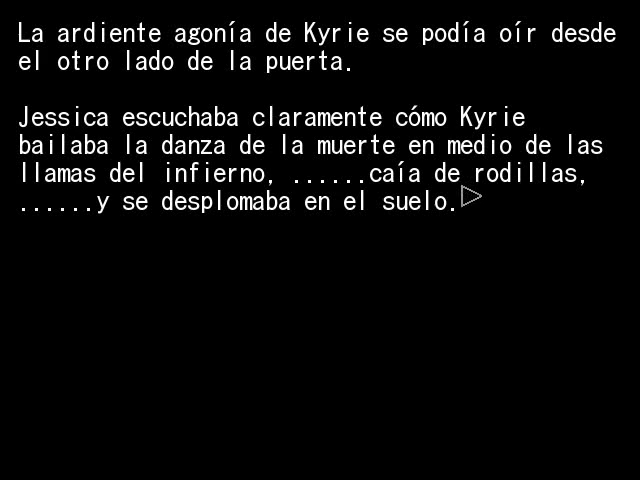 La ardiente agonía de Kyrie se podía oír desde
el otro lado de la puerta.
Jessica escuchaba claramente cómo Kyrie
bailaba la danza de la muerte en medio de las
llamas del infierno, ......caía de rodillas,
......y se desplomaba en el suelo.